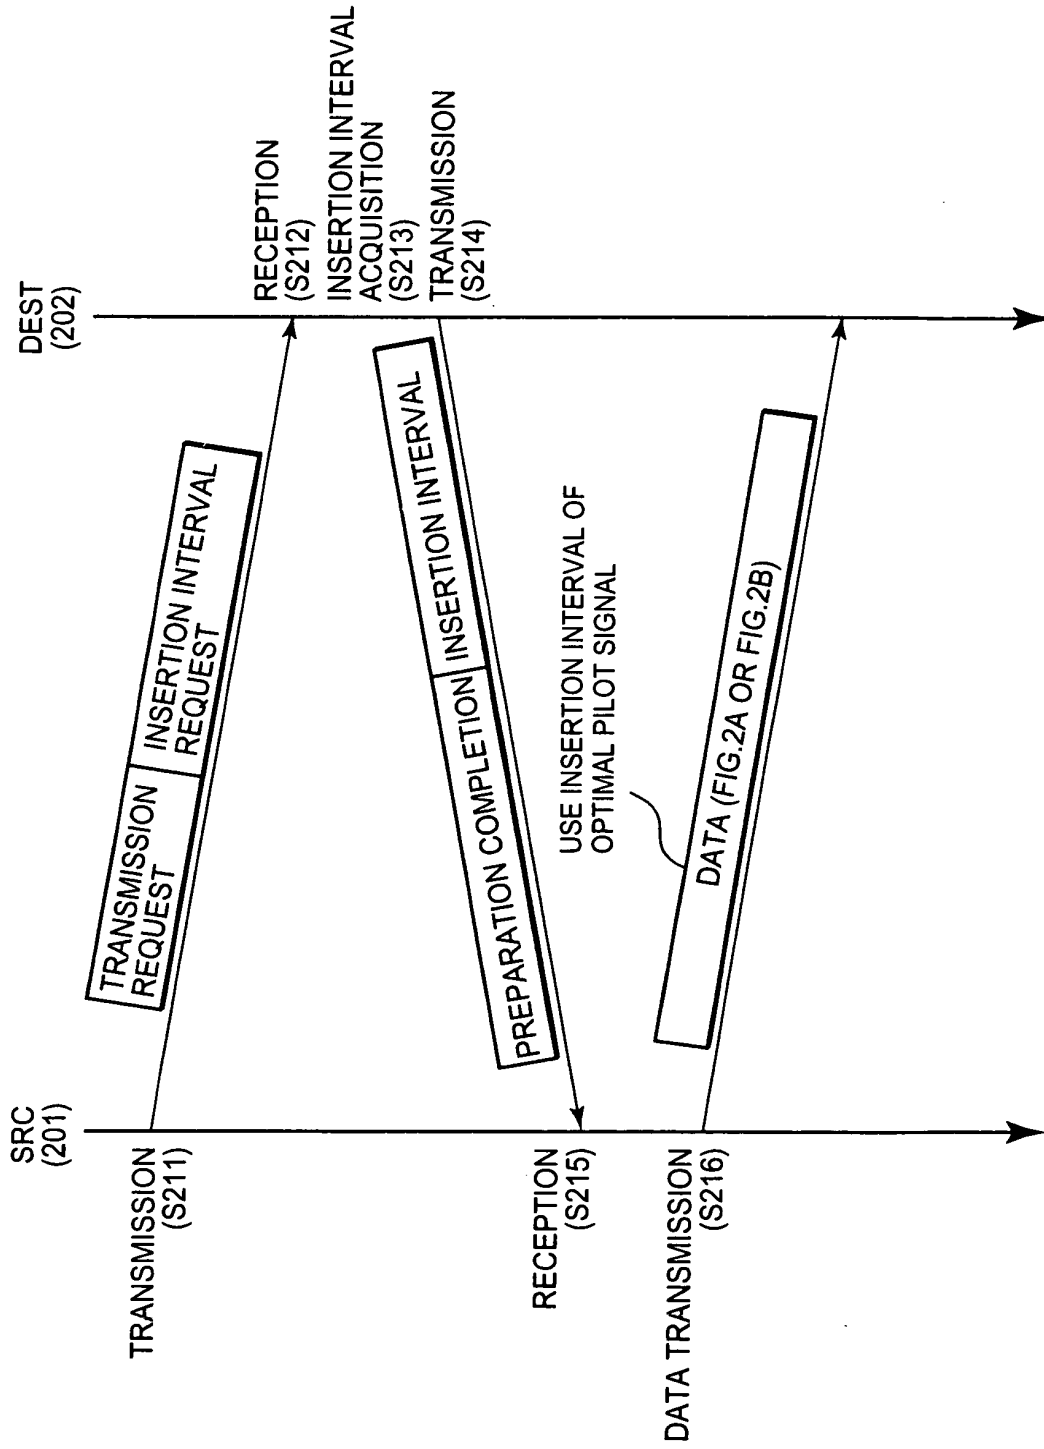 SRC
(201)
DEST
(202)
TRANSMISSION
(S211)
TRANSMISSION
REQUEST
INSERTION INTERVAL
REQUEST
RECEPTION
(S212)
INSERTION INTERVAL
ACQUISITION
(S213)
TRANSMISSION
(S214)
PREPARATION COMPLETION
INSERTION INTERVAL
RECEPTION
(S215)
USE INSERTION INTERVAL OF
OPTIMAL PILOT SIGNAL
DATA TRANSMISSION
(S216)
DATA (FIG.2A OR FIG.2B)